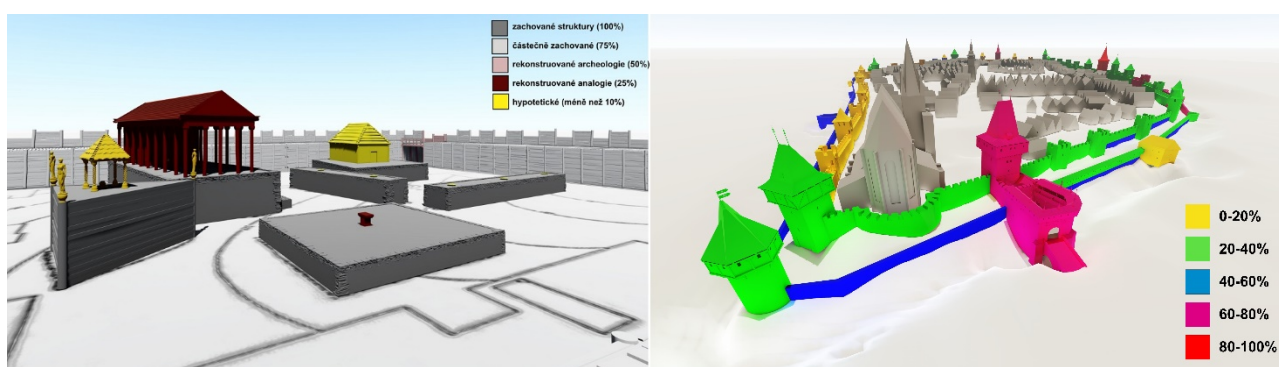 zachované struktury (100%)
částečně zachované (75%)
rekonstruované archeologie (50%)
rekonstruované analogie (25%)
hypotetické (méně než 10%)
0-20%
20-40%
40-60%
60-80%
80-100%